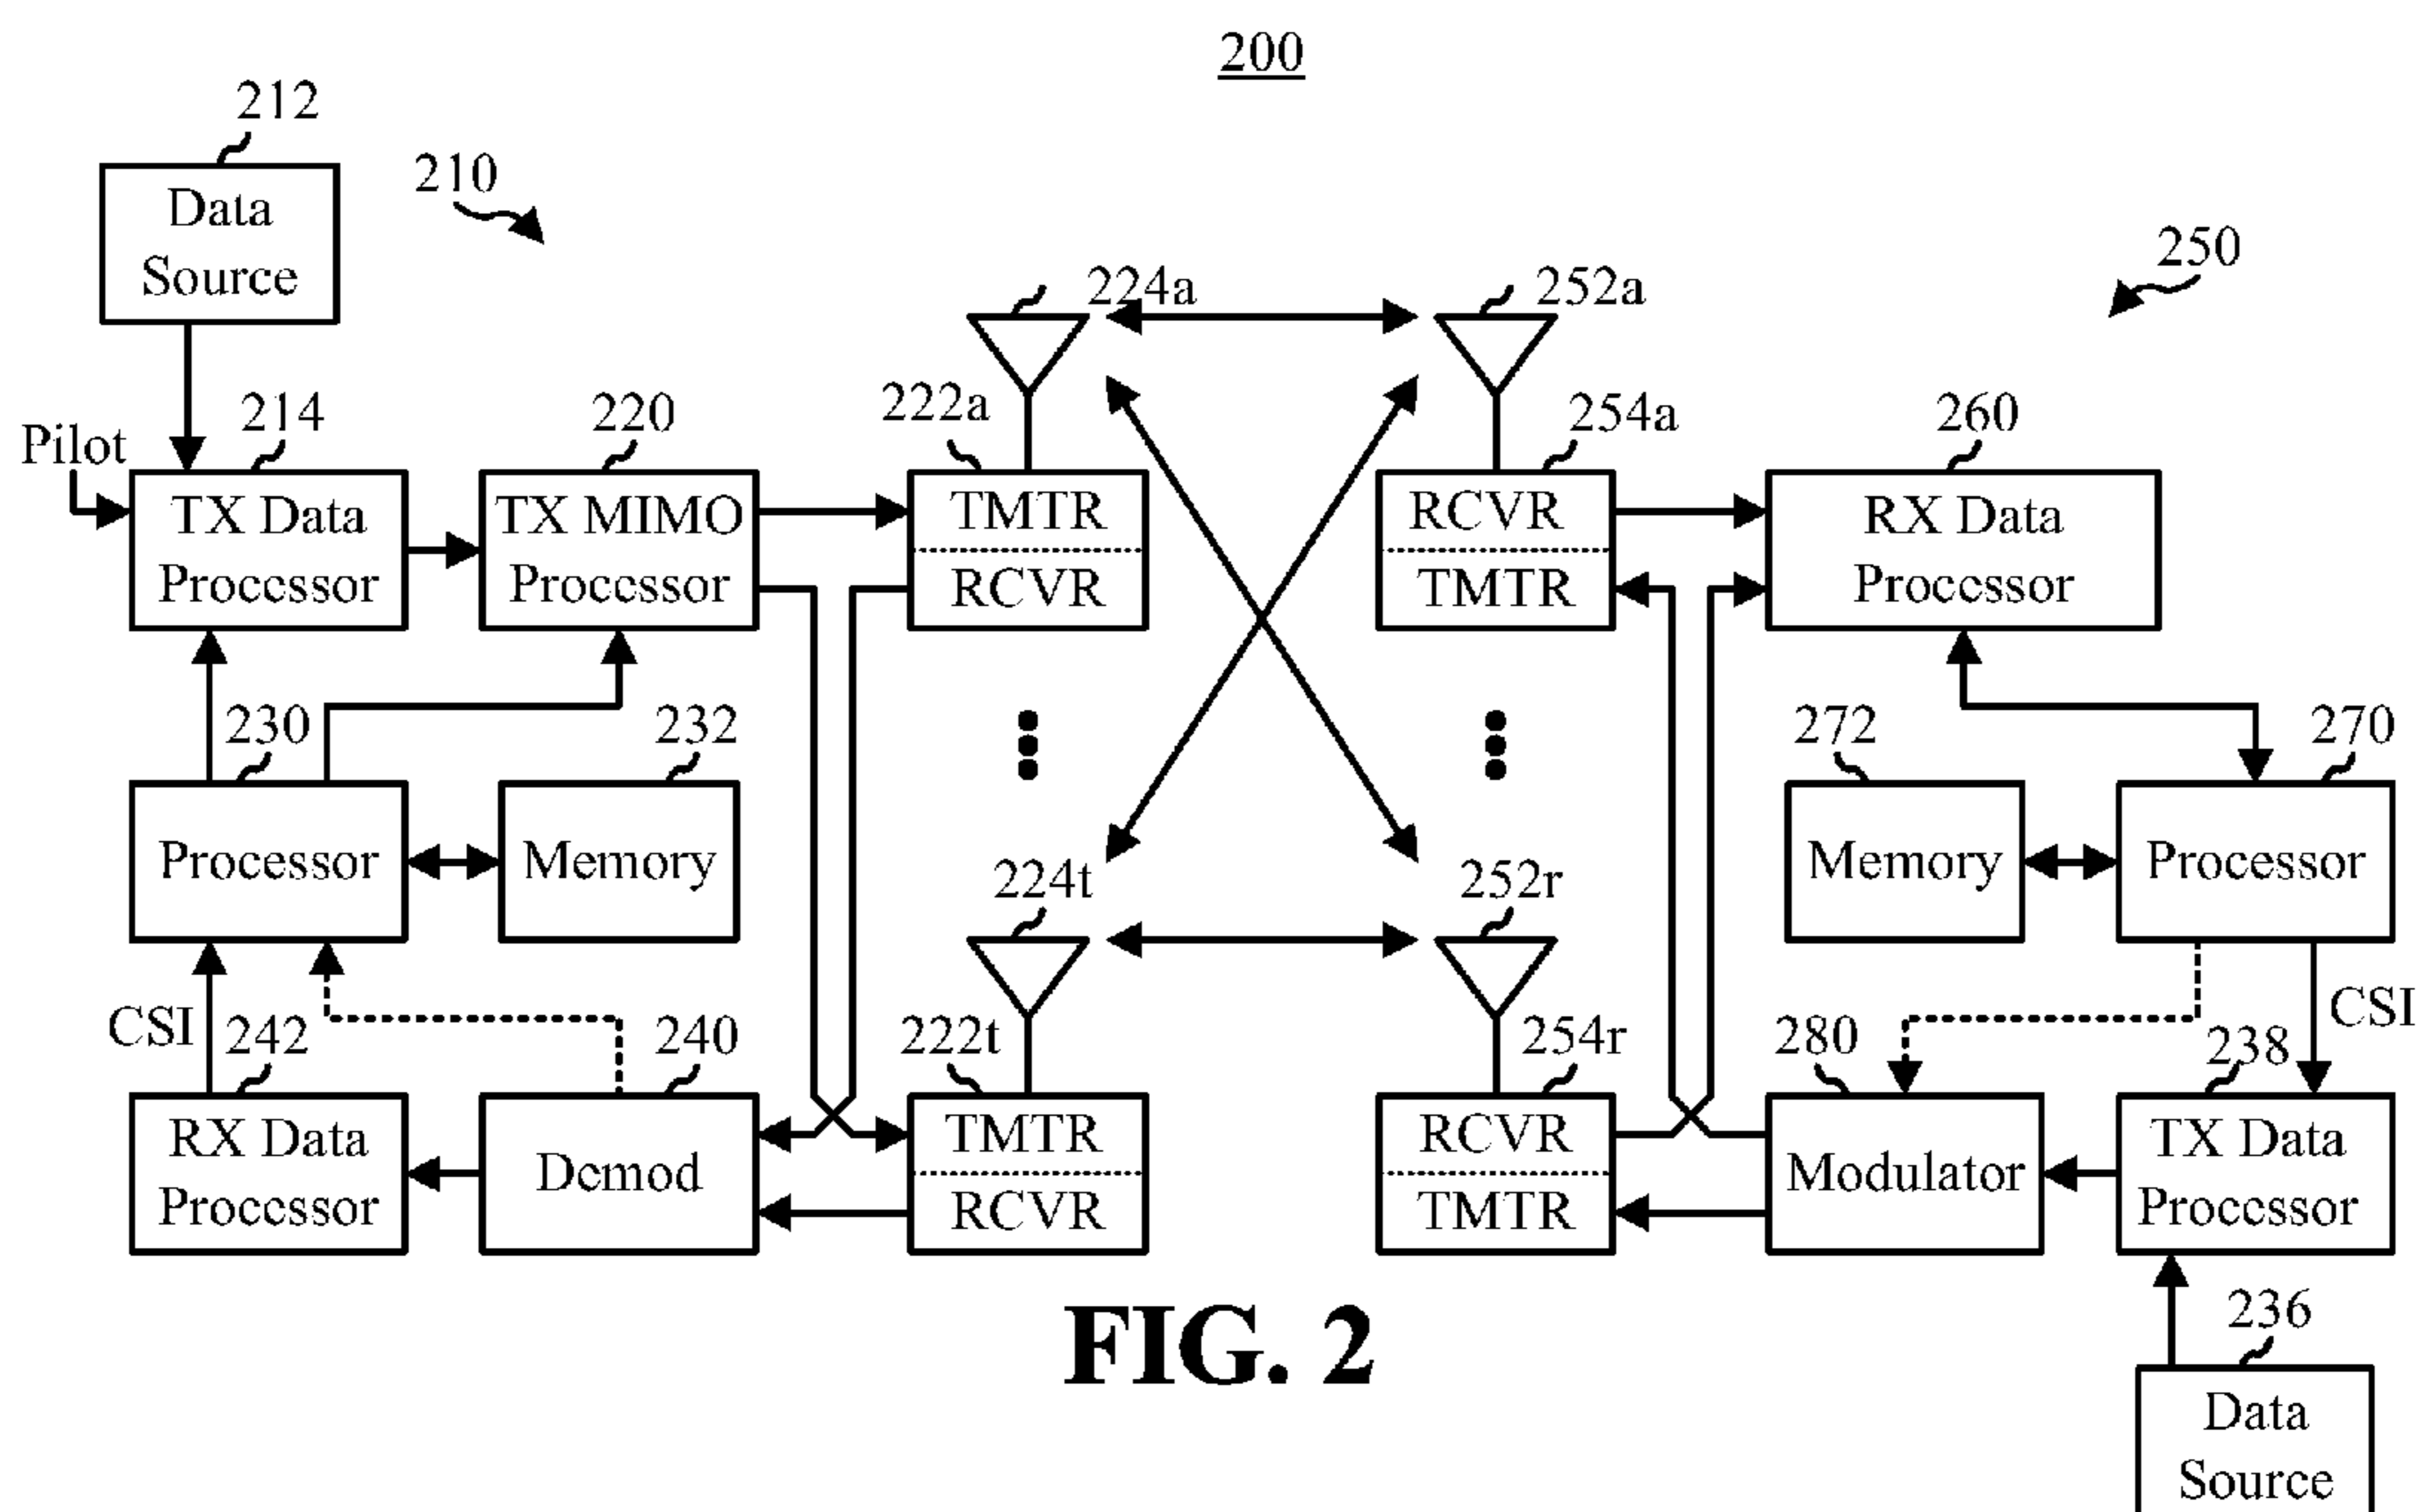 200
212
Data
Source
210
250
224a
252a
Pilot
214
TX Data
Processor
220
TX MIMO
Processor
222a
TMTR
RCVR
254a
RCVR
TMTR
260
RX Data
Processor
230
Processor
232
Memory
272
Memory
270
Processor
224t
252r
CSI
242
RX Data
Processor
240
Demod
222t
TMTR
RCVR
254r
RCVR
TMTR
280
Modulator
238
TX Data
Processor
CSI
236
Data
Source
FIG. 2